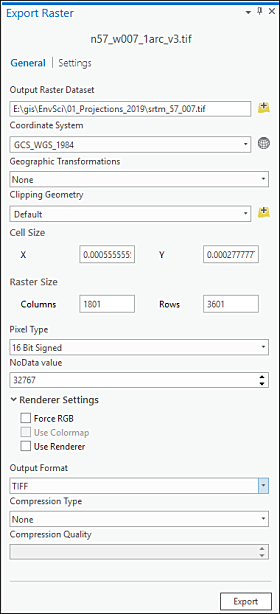 Export Raster
n57_w007_1arc_v3.tif
General Settings
Output Raster Dataset
E:\gis\EnvSci\01_Projections_2019\srtm_57_007.tif
Coordinate System
GCS_WGS_1984
Geographic Transformations
None
Clipping Geometry
Default
Cell Size
X 0.000555555 Y 0.000277777
Raster Size
Columns 1801 Rows 3601
Pixel Type
16 Bit Signed
NoData value
32767
Renderer Settings
Force RGB
Use Colormap
Use Renderer
Output Format
TIFF
Compression Type
None
Compression Quality
Export